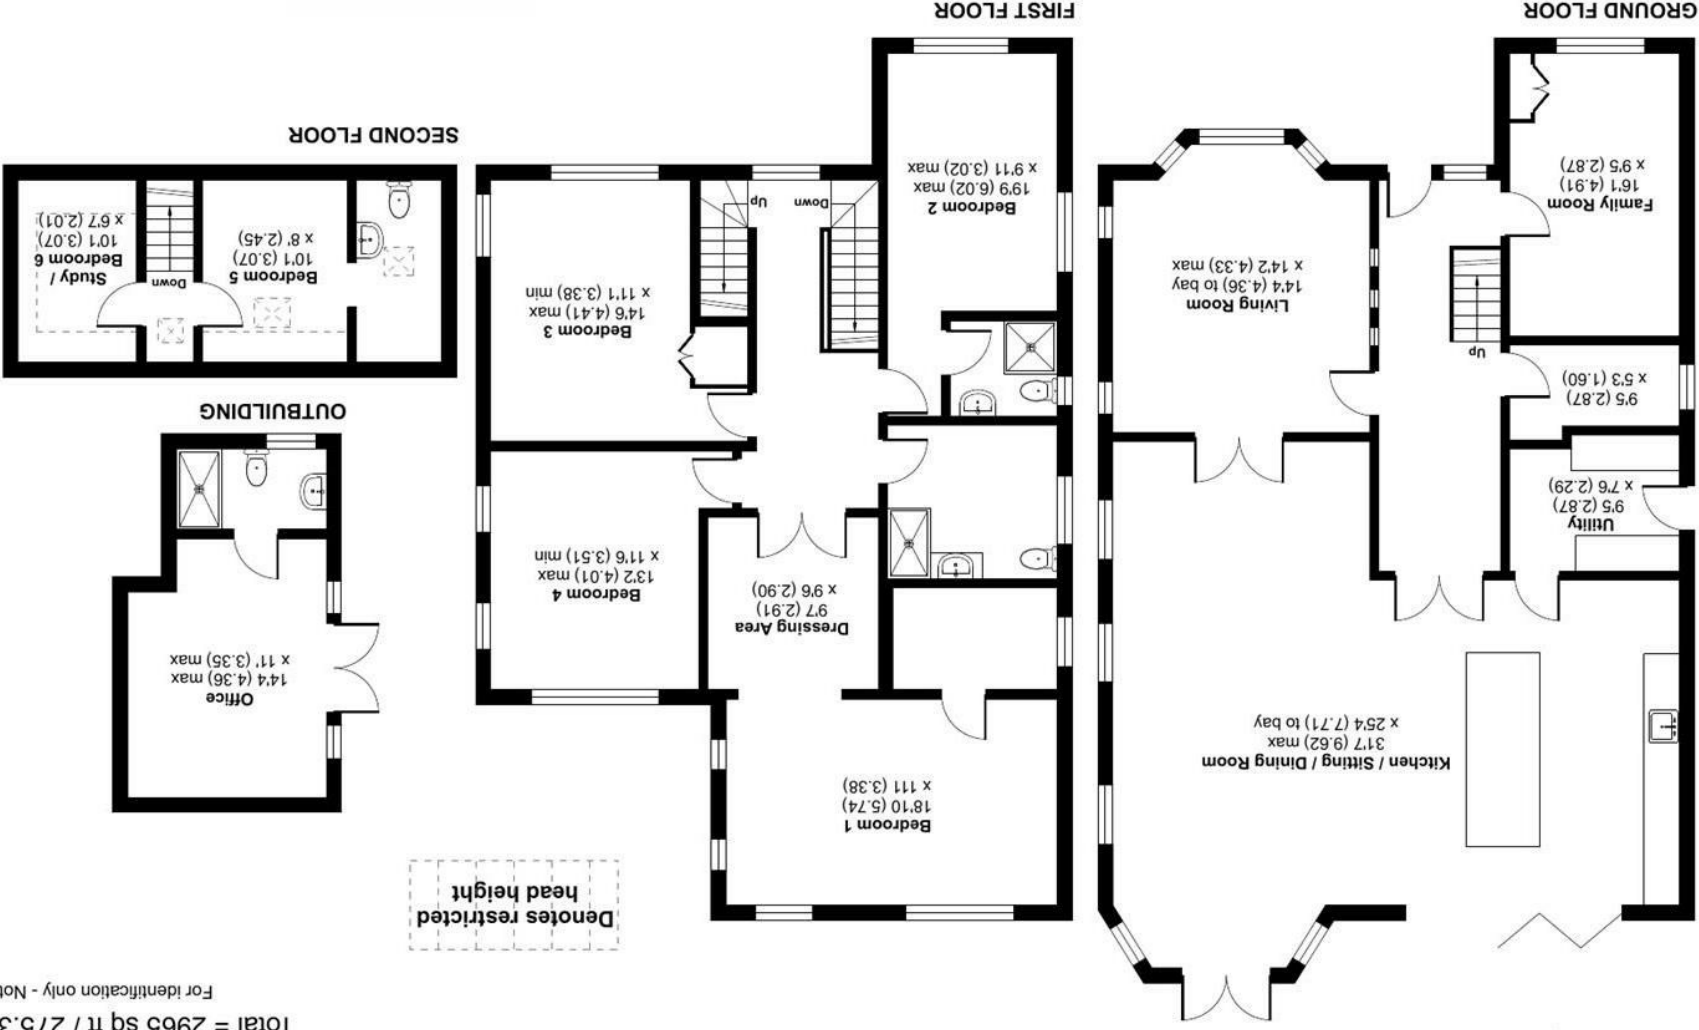 Total = 2965 sq ft / 275.3
For identification only - Not
Denotes restricted
head height
Kitchen / Sitting / Dining Room
31'7 (9.62) max
x 25'4 (7.71) to bay
Utility
9'5 (2.87)
x 7'6 (2.29)
9'5 (2.87)
x 5'3 (1.60)
Up
Living Room
14'4 (4.36) to bay
x 14'2 (4.33) max
Family Room
16'1 (4.91)
x 9'5 (2.87)
GROUND FLOOR
Bedroom 1
18'10 (5.74)
x 11'1 (3.38)
Dressing Area
9'7 (2.91)
x 9'6 (2.90)
Bedroom 4
13'2 (4.01) max
x 11'6 (3.51) min
Bedroom 3
14'6 (4.41) max
x 11'1 (3.38) min
Bedroom 2
19'9 (6.02) max
x 9'11 (3.02) max
Down
Up
FIRST FLOOR
Office
14'4 (4.36) max
x 11' (3.35) max
OUTBUILDING
Down
Bedroom 5
10'1 (3.07)
x 8' (2.45)
Study /
Bedroom 6
10'1 (3.07)
x 6'7 (2.01)
SECOND FLOOR